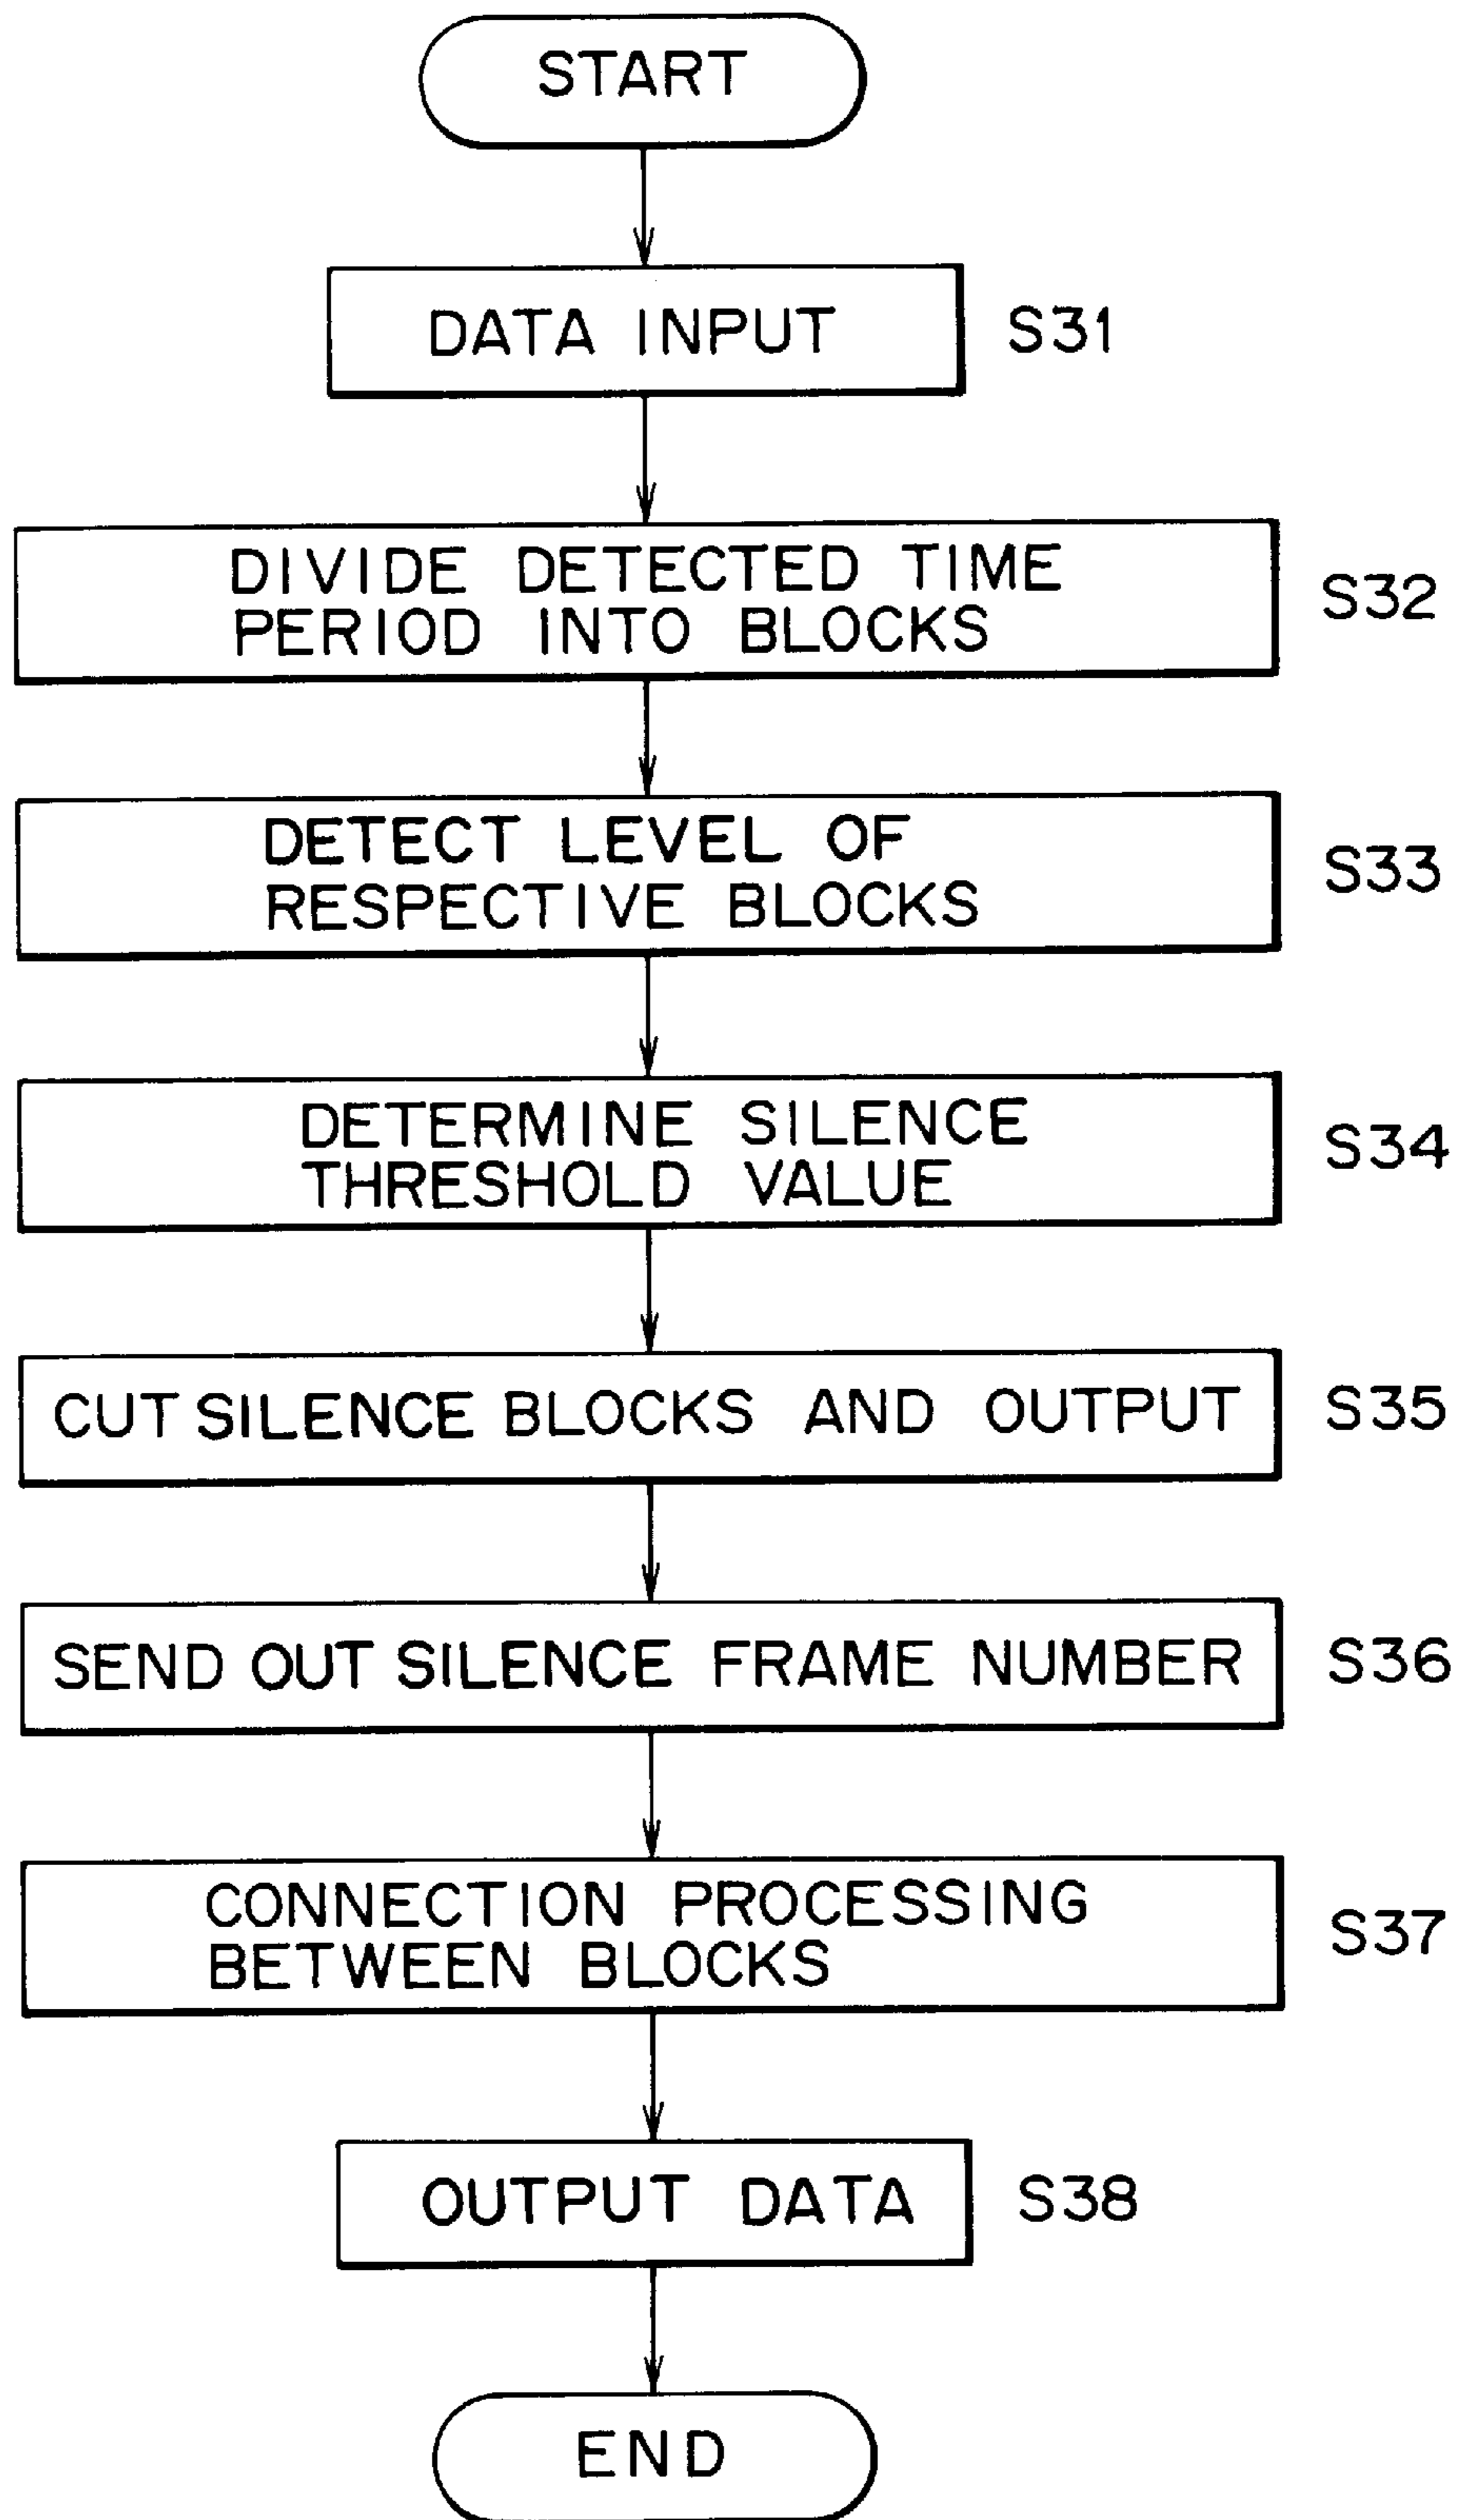 START
DATA INPUT
S31
DIVIDE DETECTED TIME
PERIOD INTO BLOCKS
S32
DETECT LEVEL OF
RESPECTIVE BLOCKS
S33
DETERMINE SILENCE
THRESHOLD VALUE
S34
CUT SILENCE BLOCKS AND OUTPUT
S35
SEND OUT SILENCE FRAME NUMBER
S36
CONNECTION PROCESSING
BETWEEN BLOCKS
S37
OUTPUT DATA
S38
END